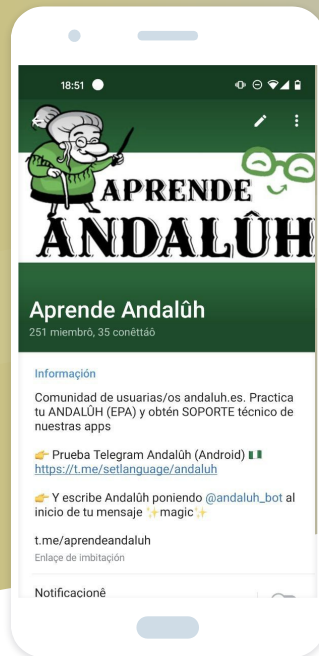 18:51
APRENDE
ANDALÛH
Aprende Andalûh
251 miembrô, 35 conêttáô
Informaçión
Comunidad de usuarias/os andaluh.es. Practica
tu ANDALÛH (EPA) y obtén SOPORTE técnico de
nuestras apps
👉 Prueba Telegram Andalûh (Android) 🇳🇬
https://t.me/setlanguage/andaluh
👉 Y escribe Andalûh poniendo @andaluh_bot al
inicio de tu mensaje ✨magic✨
t.me/aprendeandaluh
Enlaçe de imbitaçión
Notificaçionê